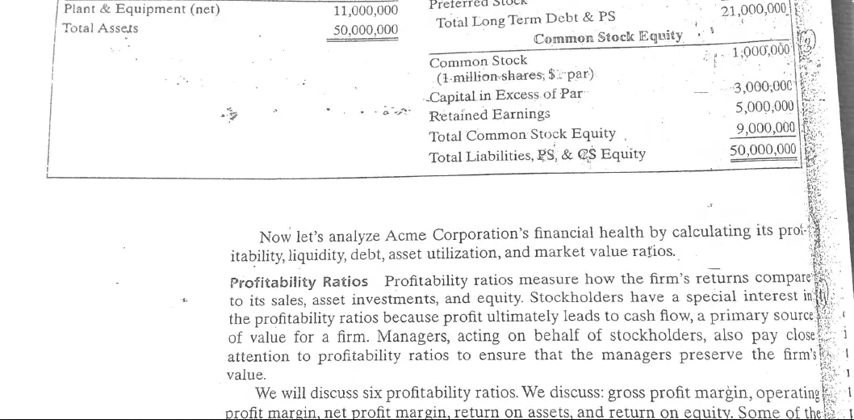 Plant & Equipment (net) 11,000,000
Total Assets 50,000,000
Preferred Stock
Total Long Term Debt & PS 21,000,000
Common Stock Equity
Common Stock 1,000,000
(1 million shares, $ par)
Capital in Excess of Par 3,000,000
Retained Earnings 5,000,000
Total Common Stock Equity 9,000,000
Total Liabilities, PS, & CS Equity 50,000,000
Now let's analyze Acme Corporation's financial health by calculating its prof-
itability, liquidity, debt, asset utilization, and market value ratios.
Profitability Ratios Profitability ratios measure how the firm's returns compare
to its sales, asset investments, and equity. Stockholders have a special interest in
the profitability ratios because profit ultimately leads to cash flow, a primary source
of value for a firm. Managers, acting on behalf of stockholders, also pay close
attention to profitability ratios to ensure that the managers preserve the firm's
value.
We will discuss six profitability ratios. We discuss: gross profit margin, operating
profit margin, net profit margin, return on assets, and return on equity. Some of the